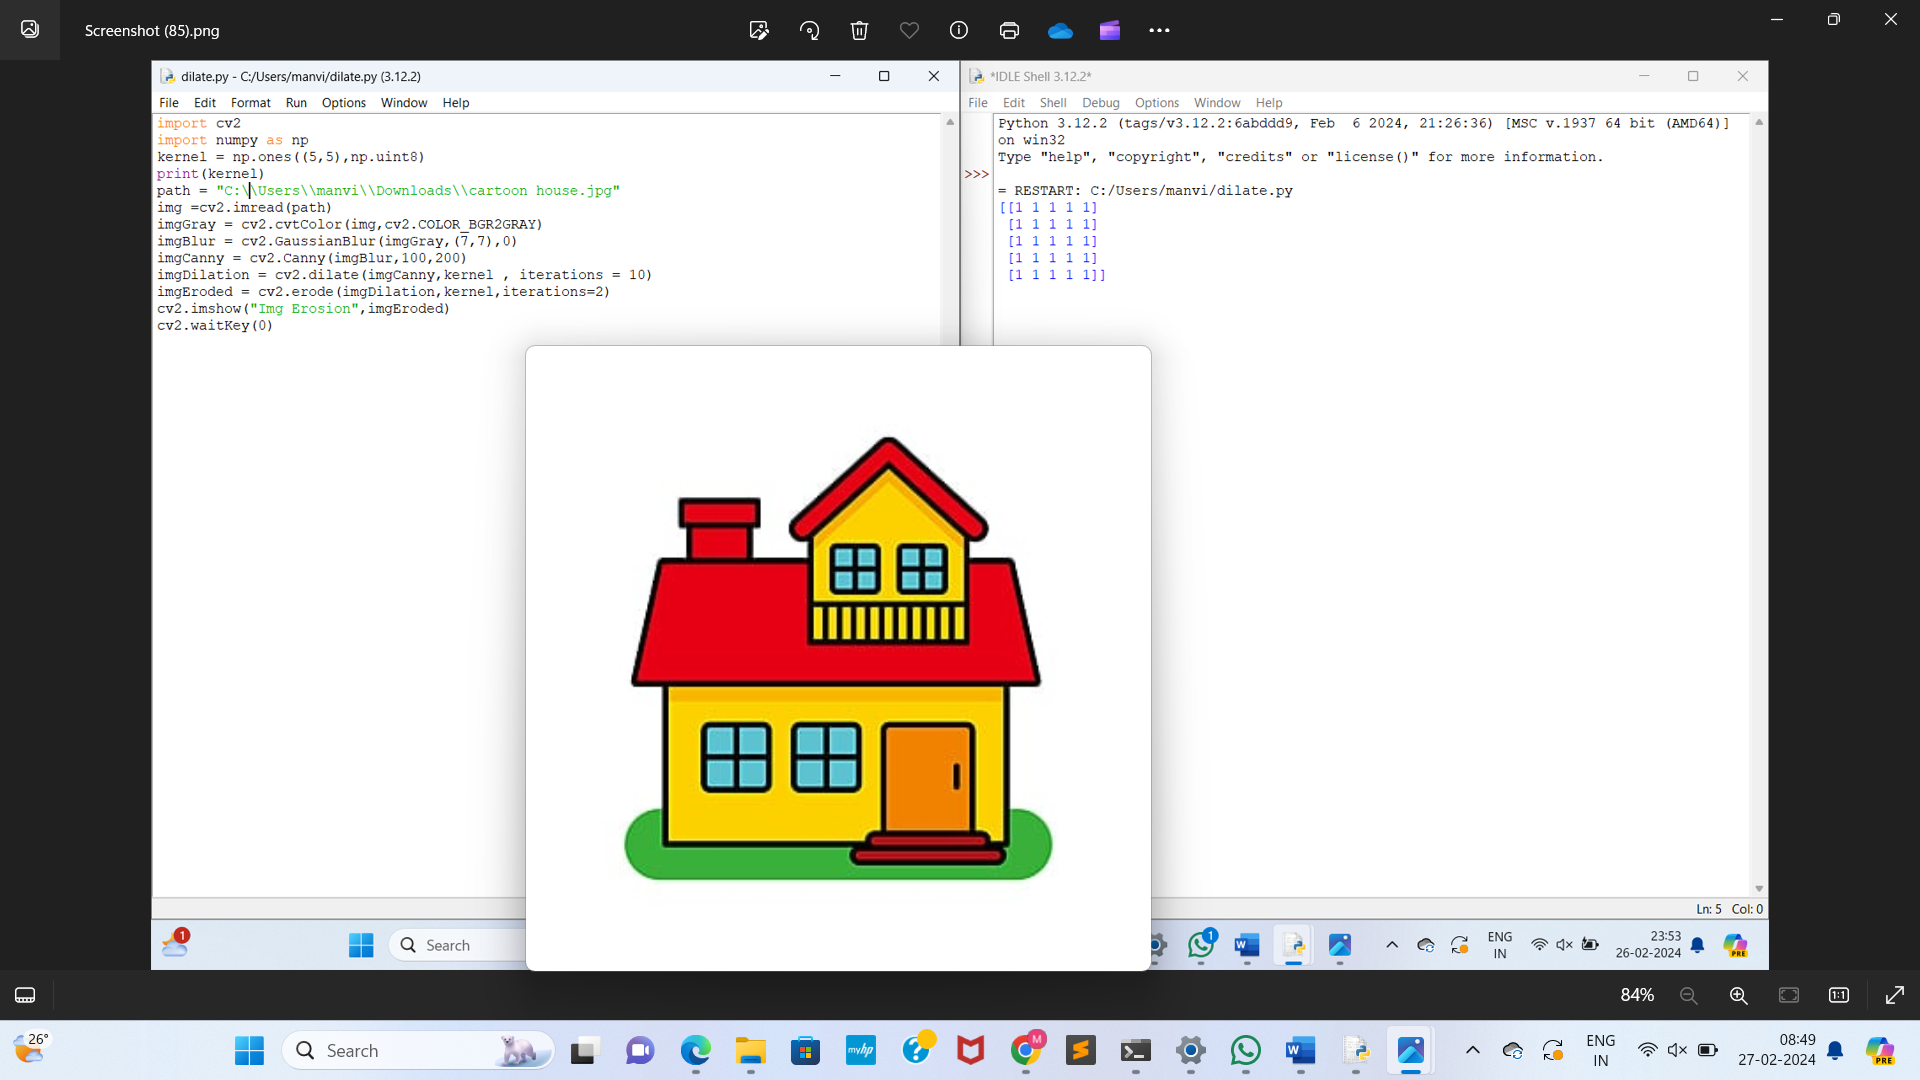 Screenshot (85).png
dilate.py - C:/Users/manvi/dilate.py (3.12.2)
File Edit Format Run Options Window Help
import cv2
import numpy as np
kernel = np.ones((5,5),np.uint8)
print(kernel)
path = "C:\\Users\\manvi\\Downloads\\cartoon house.jpg"
img =cv2.imread(path)
imgGray = cv2.cvtColor(img,cv2.COLOR_BGR2GRAY)
imgBlur = cv2.GaussianBlur(imgGray,(7,7),0)
imgCanny = cv2.Canny(imgBlur,100,200)
imgDilation = cv2.dilate(imgCanny,kernel , iterations = 10)
imgEroded = cv2.erode(imgDilation,kernel,iterations=2)
cv2.imshow("Img Erosion",imgEroded)
cv2.waitKey(0)
*IDLE Shell 3.12.2*
File Edit Shell Debug Options Window Help
Python 3.12.2 (tags/v3.12.2:6abddd9, Feb  6 2024, 21:26:36) [MSC v.1937 64 bit (AMD64)]
on win32
Type "help", "copyright", "credits" or "license()" for more information.
>>>
= RESTART: C:/Users/manvi/dilate.py
[[1 1 1 1 1]
 [1 1 1 1 1]
 [1 1 1 1 1]
 [1 1 1 1 1]
 [1 1 1 1 1]]
Ln: 5 Col: 0
1
Search
1
W
ENG
IN
23:53
26-02-2024
PRE
84%
1:1
26°
Search
myhp
?
M
S
W
ENG
IN
08:49
27-02-2024
PRE